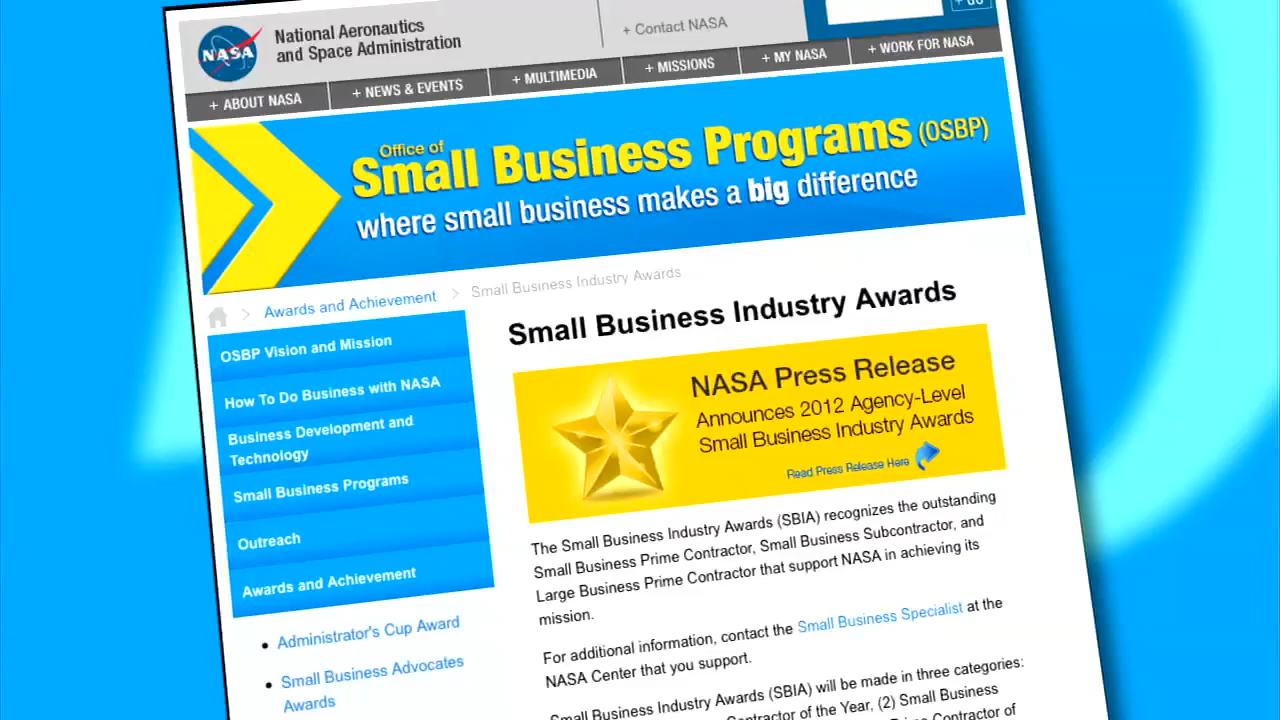 NASA
National Aeronautics
and Space Administration
+ Contact NASA
+ GO
+ ABOUT NASA
+ NEWS & EVENTS
+ MULTIMEDIA
+ MISSIONS
+ MY NASA
+ WORK FOR NASA
Office of
Small Business Programs (OSBP)
where small business makes a big difference
Awards and Achievement
Small Business Industry Awards
OSBP Vision and Mission
How To Do Business with NASA
Business Development and
Technology
Small Business Programs
Outreach
Awards and Achievement
Administrator's Cup Award
Small Business Advocates
Awards
Small Business Industry Awards
NASA Press Release
Announces 2012 Agency-Level
Small Business Industry Awards
Read Press Release Here
The Small Business Industry Awards (SBIA) recognizes the outstanding
Small Business Prime Contractor, Small Business Subcontractor, and
Large Business Prime Contractor that support NASA in achieving its
mission.
For additional information, contact the Small Business Specialist at the
NASA Center that you support.
Small Business Industry Awards (SBIA) will be made in three categories:
Contractor of the Year, (2) Small Business
Prime Contractor of